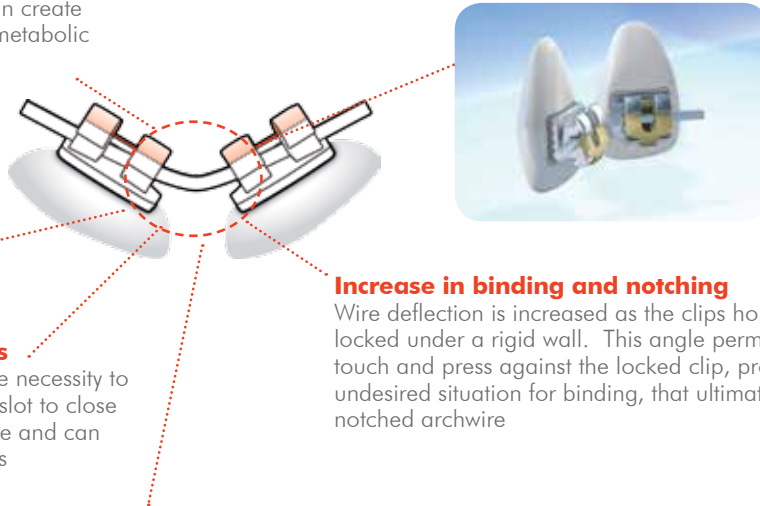 n create
metabolic
Increase in binding and notching
Wire deflection is increased as the clips ho
locked under a rigid wall. This angle perm
touch and press against the locked clip, pr
undesired situation for binding, that ultimat
notched archwire
s
e necessity to
slot to close
e and can
s